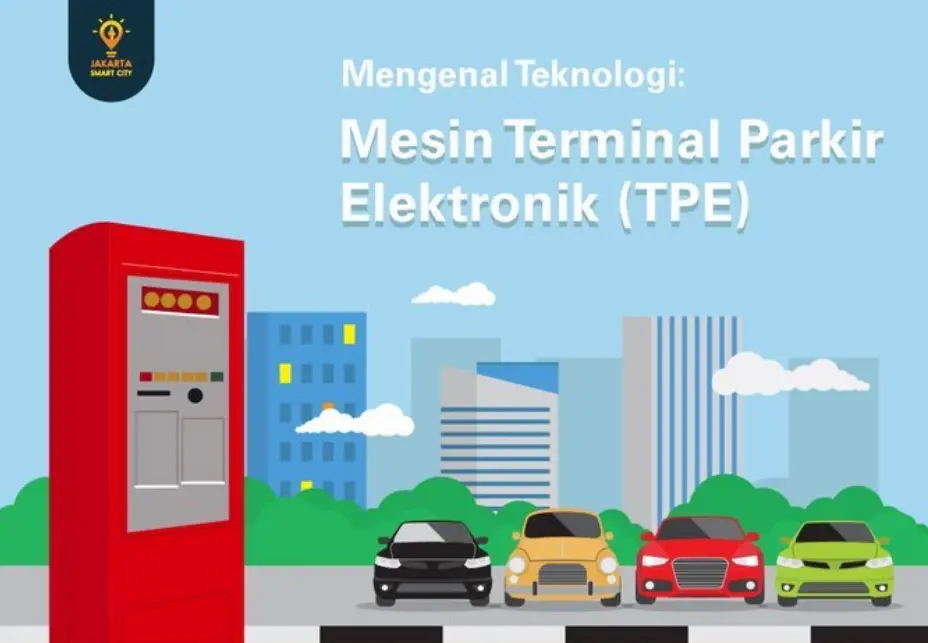 JAKARTA
SMART CITY
Mengenal Teknologi:
Mesin Terminal Parkir
Elektronik (TPE)